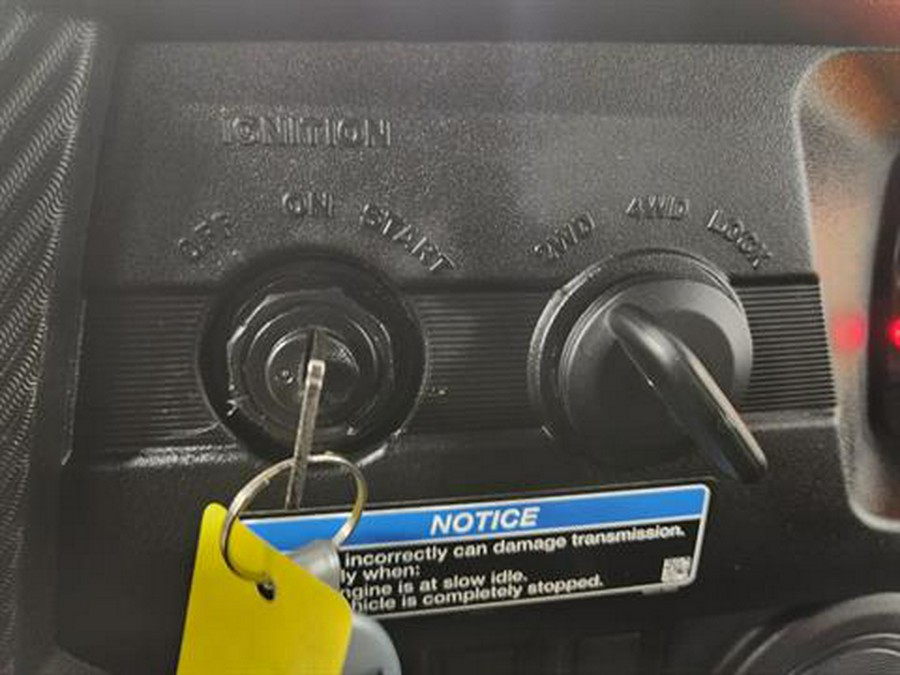 IGNITION
OFF ON START
2WD 4WD LOCK
NOTICE
incorrectly can damage transmission.
ly when:
ngine is at slow idle.
hicle is completely stopped.